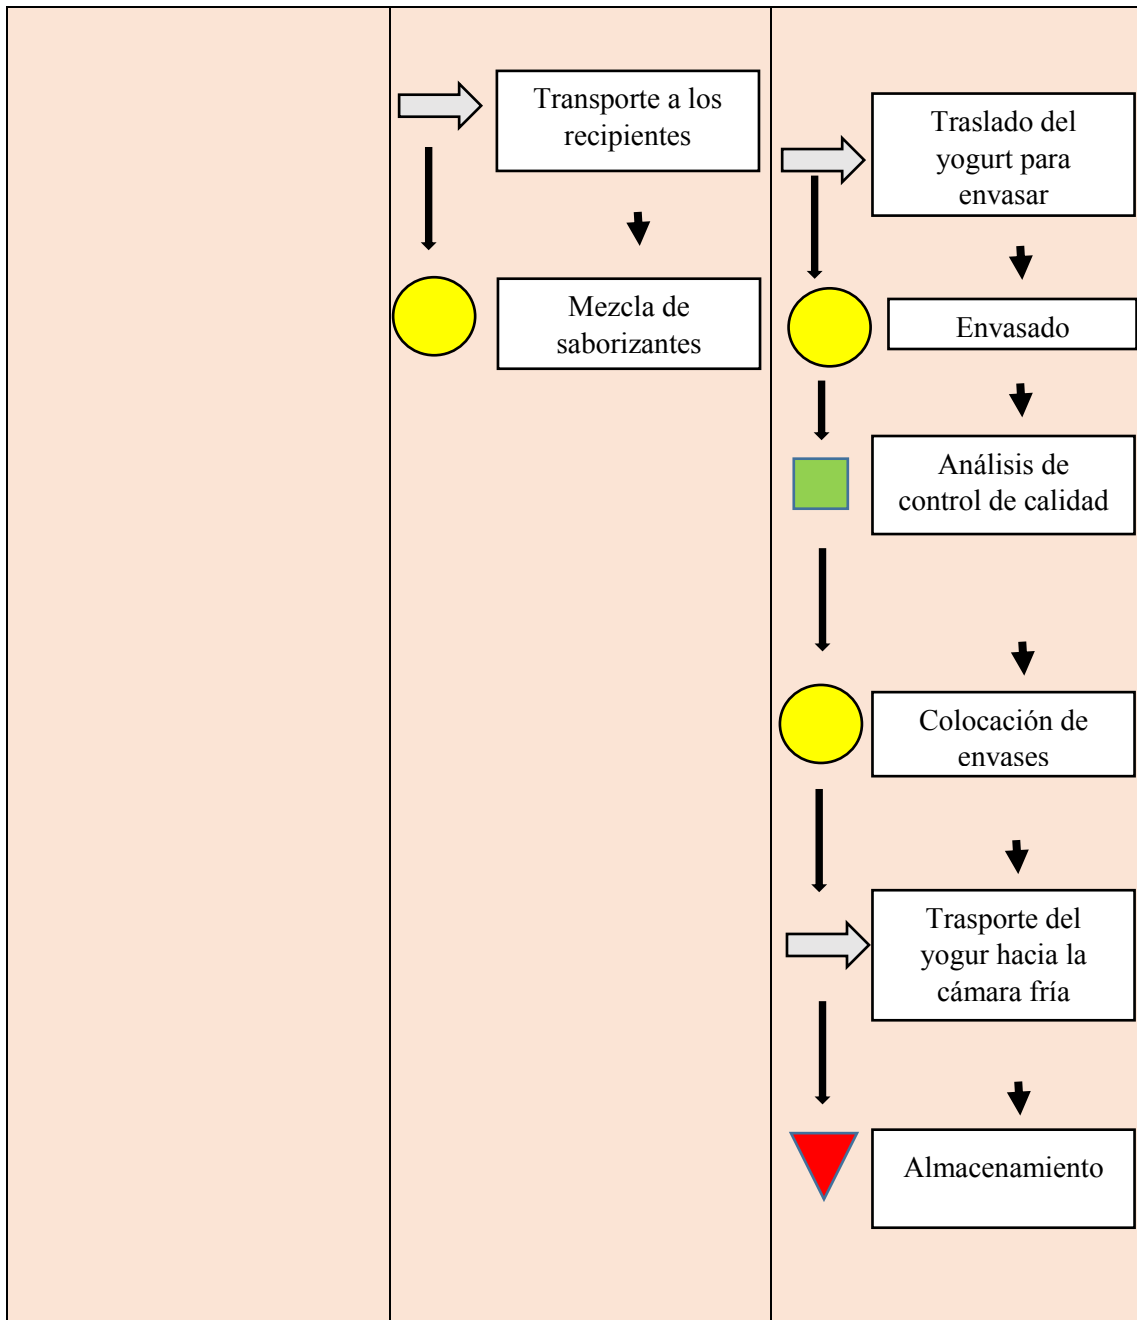 Transporte a los
recipientes
Mezcla de
saborizantes
Traslado del
yogurt para
envasar
Envasado
Análisis de
control de calidad
Colocación de
envases
Trasporte del
yogur hacia la
cámara fría
Almacenamiento